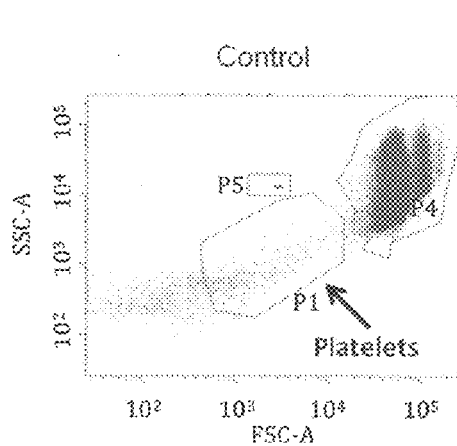 Control
SSC-A
10⁵
10⁴
10³
10²
P5
P4
P1
Platelets
10² 10³ 10⁴ 10⁵
FSC-A